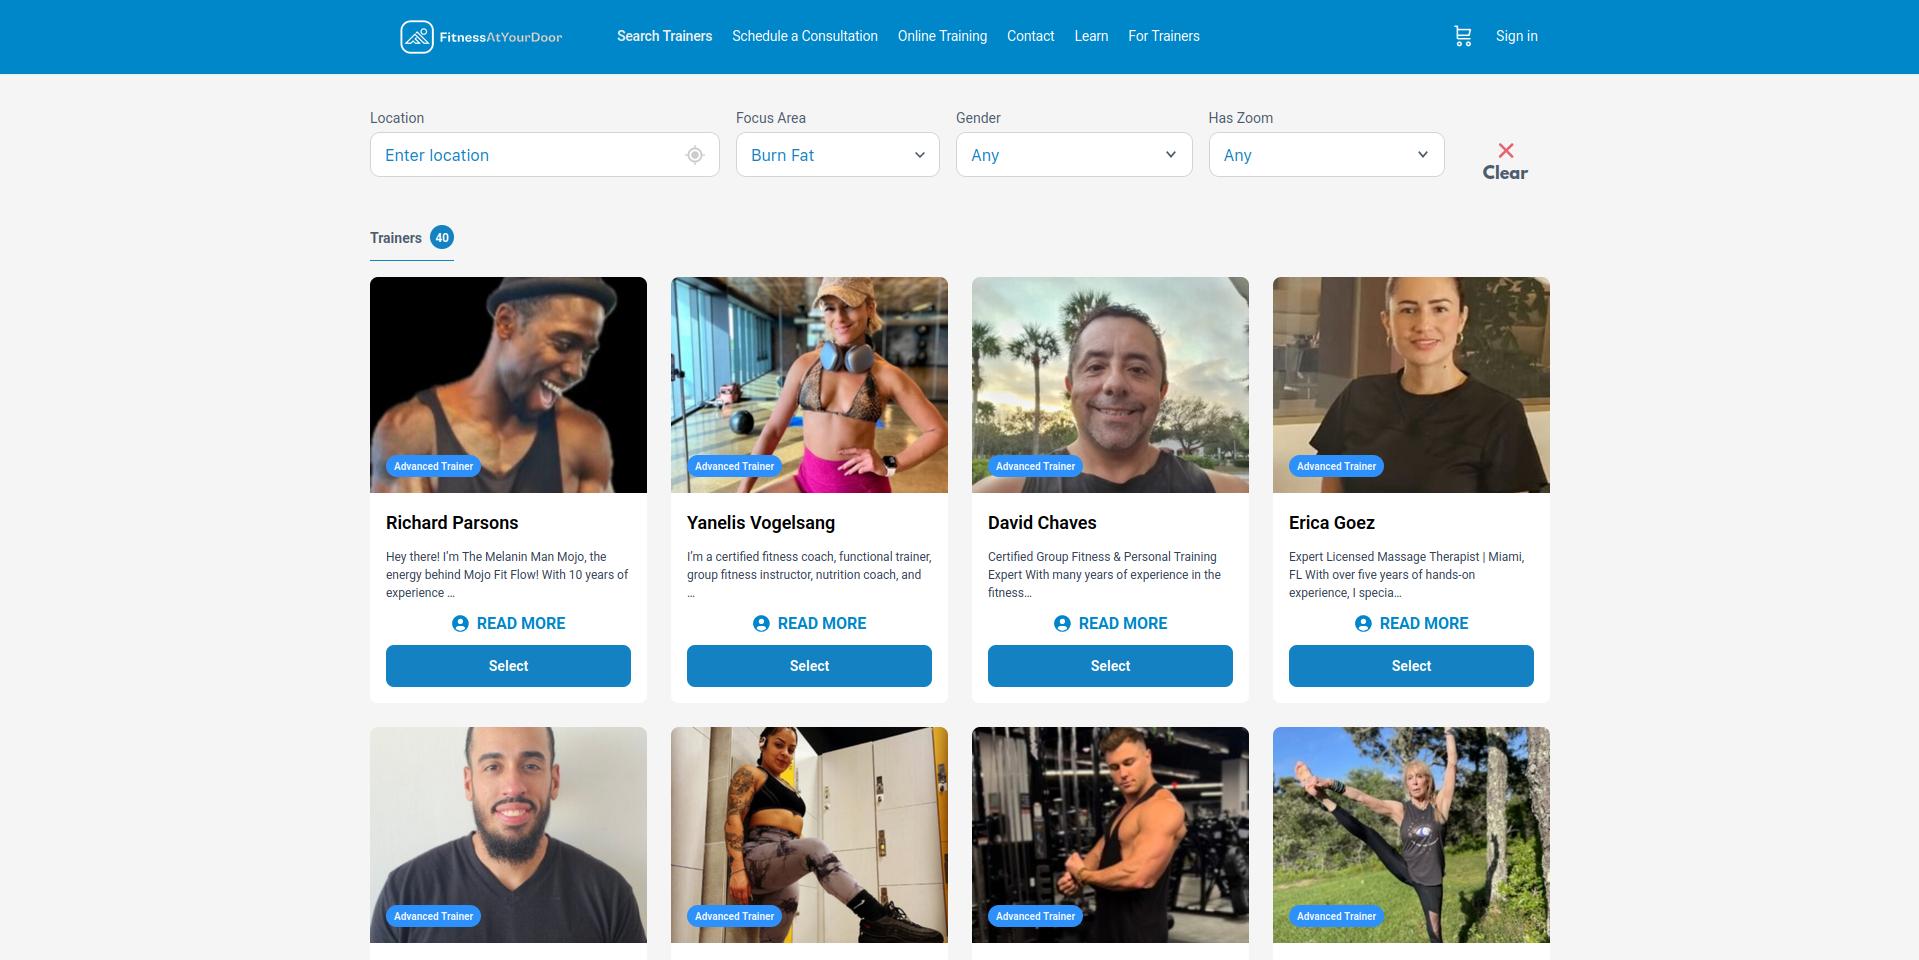 FitnessAtYourDoor
Search Trainers
Schedule a Consultation
Online Training
Contact
Learn
For Trainers
Sign in
Location
Focus Area
Gender
Has Zoom
Enter location
Burn Fat
Any
Any
Clear
Trainers 40
Advanced Trainer
Advanced Trainer
Advanced Trainer
Advanced Trainer
Richard Parsons
Hey there! I'm The Melanin Man Mojo, the
energy behind Mojo Fit Flow! With 10 years of
experience ...
READ MORE
Select
Yanelis Vogelsang
I'm a certified fitness coach, functional trainer,
group fitness instructor, nutrition coach, and
...
READ MORE
Select
David Chaves
Certified Group Fitness & Personal Training
Expert With many years of experience in the
fitness...
READ MORE
Select
Erica Goez
Expert Licensed Massage Therapist | Miami,
FL With over five years of hands-on
experience, I specia...
READ MORE
Select
Advanced Trainer
Advanced Trainer
Advanced Trainer
Advanced Trainer